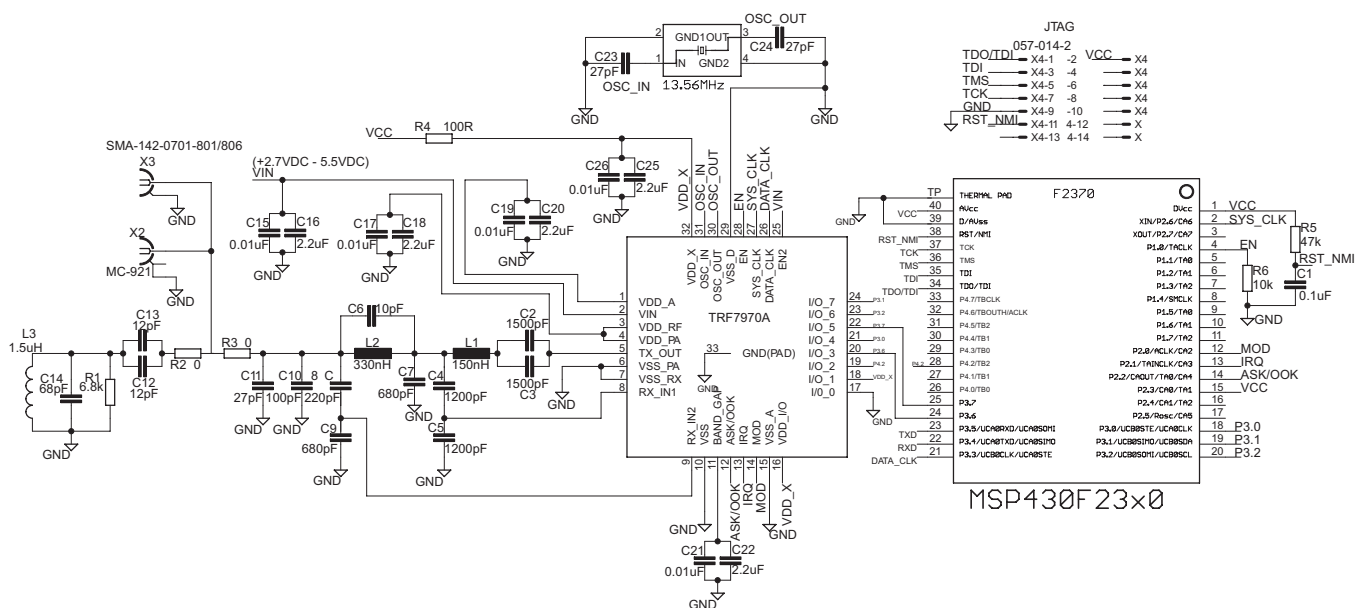 OSC_OUT
2 GND1OUT 3
C24 27pF
C23
27pF
1 IN GND2 4
OSC_IN
13.56MHz
GND
GND
JTAG
057-014-2
TDO/TDI X4-1 -2 VCC X4
TDI X4-3 -4 X4
TMS X4-5 -6 X4
TCK X4-7 -8 X4
GND X4-9 -10 X4
RST_NMI X4-11 4-12 X
X4-13 4-14 X
VCC
R4 100R
SMA-142-0701-801/806
X3
GND
X2
MC-921
GND
(+2.7VDC - 5.5VDC)
VIN
C15 C16
0.01uF 2.2uF
GND
C17 C18
0.01uF 2.2uF
GND
C19 C20
0.01uF 2.2uF
GND
C26 C25
0.01uF 2.2uF
GND
VDD_X
OSC_IN
OSC_OUT
EN
SYS_CLK
DATA_CLK
VIN
32 31 30 29 28 27 26 25
VDD_X
OSC_IN
OSC_OUT
VSS_D
EN
SYS_CLK
DATA_CLK
EN2
1 VDD_A
2 VIN
3 VDD_RF
4 VDD_PA
5 TX_OUT
6 VSS_PA
7 VSS_RX
8 RX_IN1
TRF7970A
33 GND(PAD)
GND
I/O_7 24 P3.1
I/O_6 23 P3.2
I/O_5 22 P3.7
I/O_4 21 P3.0
I/O_3 20 P3.6
I/O_2 19 P4.2
I/O_1 18 VDD_X
I/0_0 17
GND
RX_IN2
VSS
BAND_GAP
ASK/OOK
IRQ
MOD
VSS_A
VDD_I/O
9 10 11 12 13 14 15 16
ASK/OOK
IRQ
MOD
VDD_X
GND
GND
C21 C22
0.01uF 2.2uF
GND
L3
1.5uH
C14
68pF
R1
6.8k
GND
C13
12pF
C12
12pF
R2 0
R3 0
C11
27pF
GND
C10
100pF
GND
C 8
220pF
C9
680pF
GND
C6 10pF
L2
330nH
C7
680pF
GND
C4
1200pF
C5
1200pF
GND
L1
150nH
C2
1500pF
1500pF
C3
GND
GND
TP THERMAL PAD
VCC 40 AVcc
39 D/AVss
RST_NMI 38 RST/NMI
TCK 37 TCK
TMS 36 TMS
TDI 35 TDI
TDO/TDI 34 TDO/TDI
33 P4.7/TBCLK
32 P4.6/TBOUTH/ACLK
31 P4.5/TB2
30 P4.4/TB1
29 P4.3/TB0
P4.2 28 P4.2/TB2
27 P4.1/TB1
26 P4.0/TB0
25 P3.7
24 P3.6
TXD 23 P3.5/UCA0RXD/UCA0SOMI
RXD 22 P3.4/UCA0TXD/UCA0SIMO
DATA_CLK 21 P3.3/UCB0CLK/UCA0STE
F2370
DVcc 1 VCC
XIN/P2.6/CA6 2 SYS_CLK
XOUT/P2.7/CA7 3
P1.0/TACLK 4 EN
P1.1/TA0 5
P1.2/TA1 6
P1.3/TA2 7
P1.4/SMCLK 8
P1.5/TA0 9
P1.6/TA1 10
P1.7/TA2 11
P2.0/ACLK/CA2 12 MOD
P2.1/TAINCLK/CA3 13 IRQ
P2.2/CAOUT/TA0/CA4 14 ASK/OOK
P2.3/CA0/TA1 15 VCC
P2.4/CA1/TA2 16
P2.5/Rosc/CA5 17
P3.0/UCB0STE/UCA0CLK 18 P3.0
P3.1/UCB0SIMO/UCB0SDA 19 P3.1
P3.2/UCB0SOMI/UCB0SCL 20 P3.2
R5
47k
RST_NMI
R6
10k
C1
0.1uF
GND
MSP430F23x0